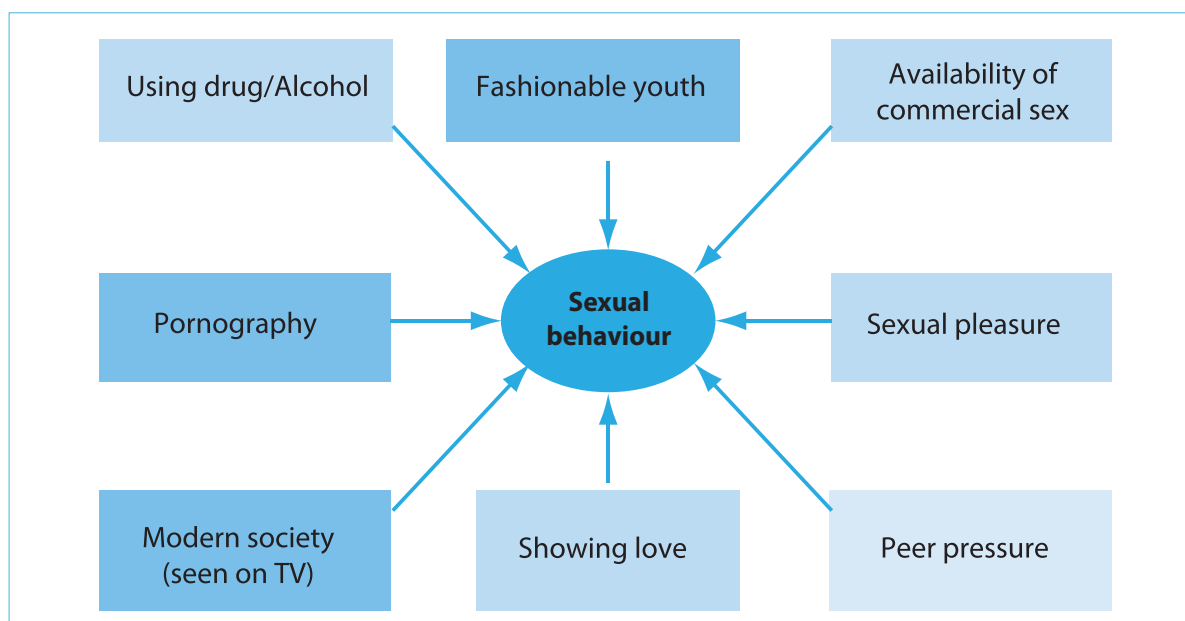 Using drug/Alcohol
Fashionable youth
Availability of
commercial sex
Pornography
Sexual
behaviour
Sexual pleasure
Modern society
(seen on TV)
Showing love
Peer pressure